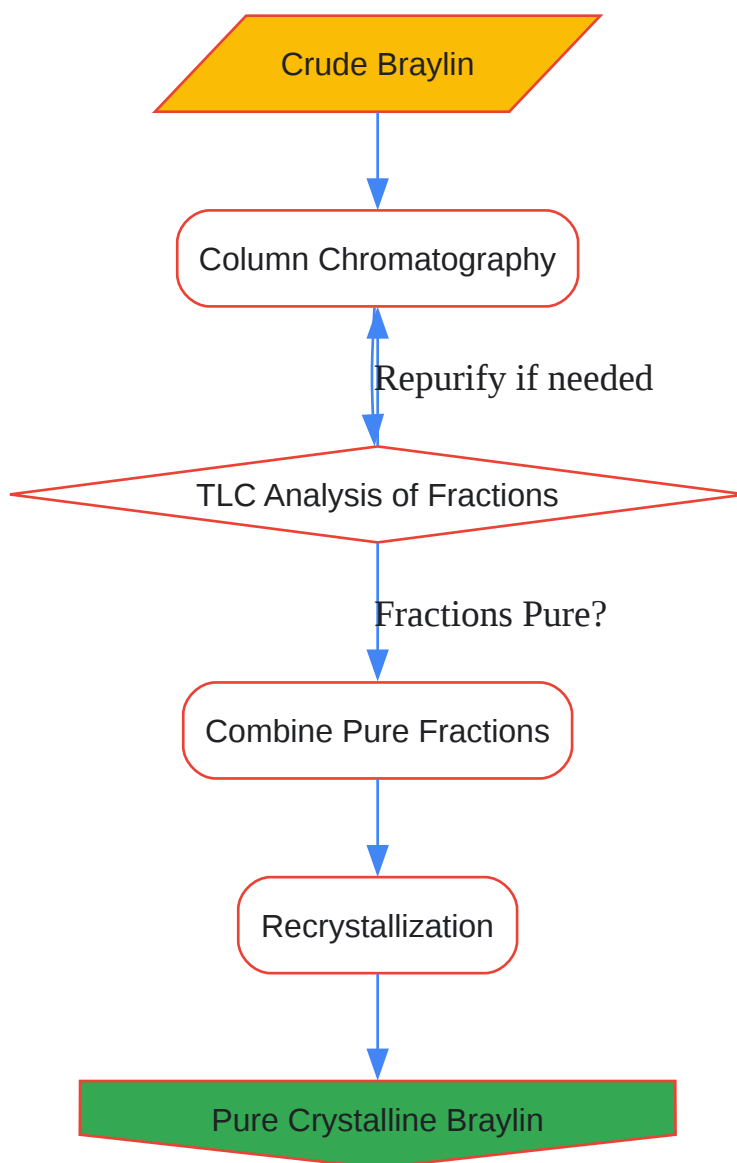 Crude Braylin
Column Chromatography
Repurify if needed
TLC Analysis of Fractions
Fractions Pure?
Combine Pure Fractions
Recrystallization
Pure Crystalline Braylin